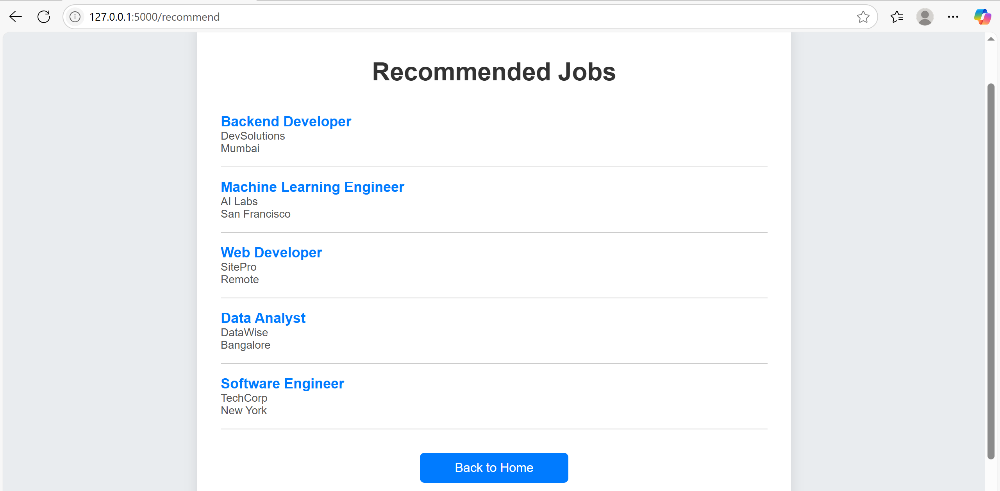 127.0.0.1:5000/recommend
Recommended Jobs
Backend Developer
DevSolutions
Mumbai
Machine Learning Engineer
AI Labs
San Francisco
Web Developer
SitePro
Remote
Data Analyst
DataWise
Bangalore
Software Engineer
TechCorp
New York
Back to Home